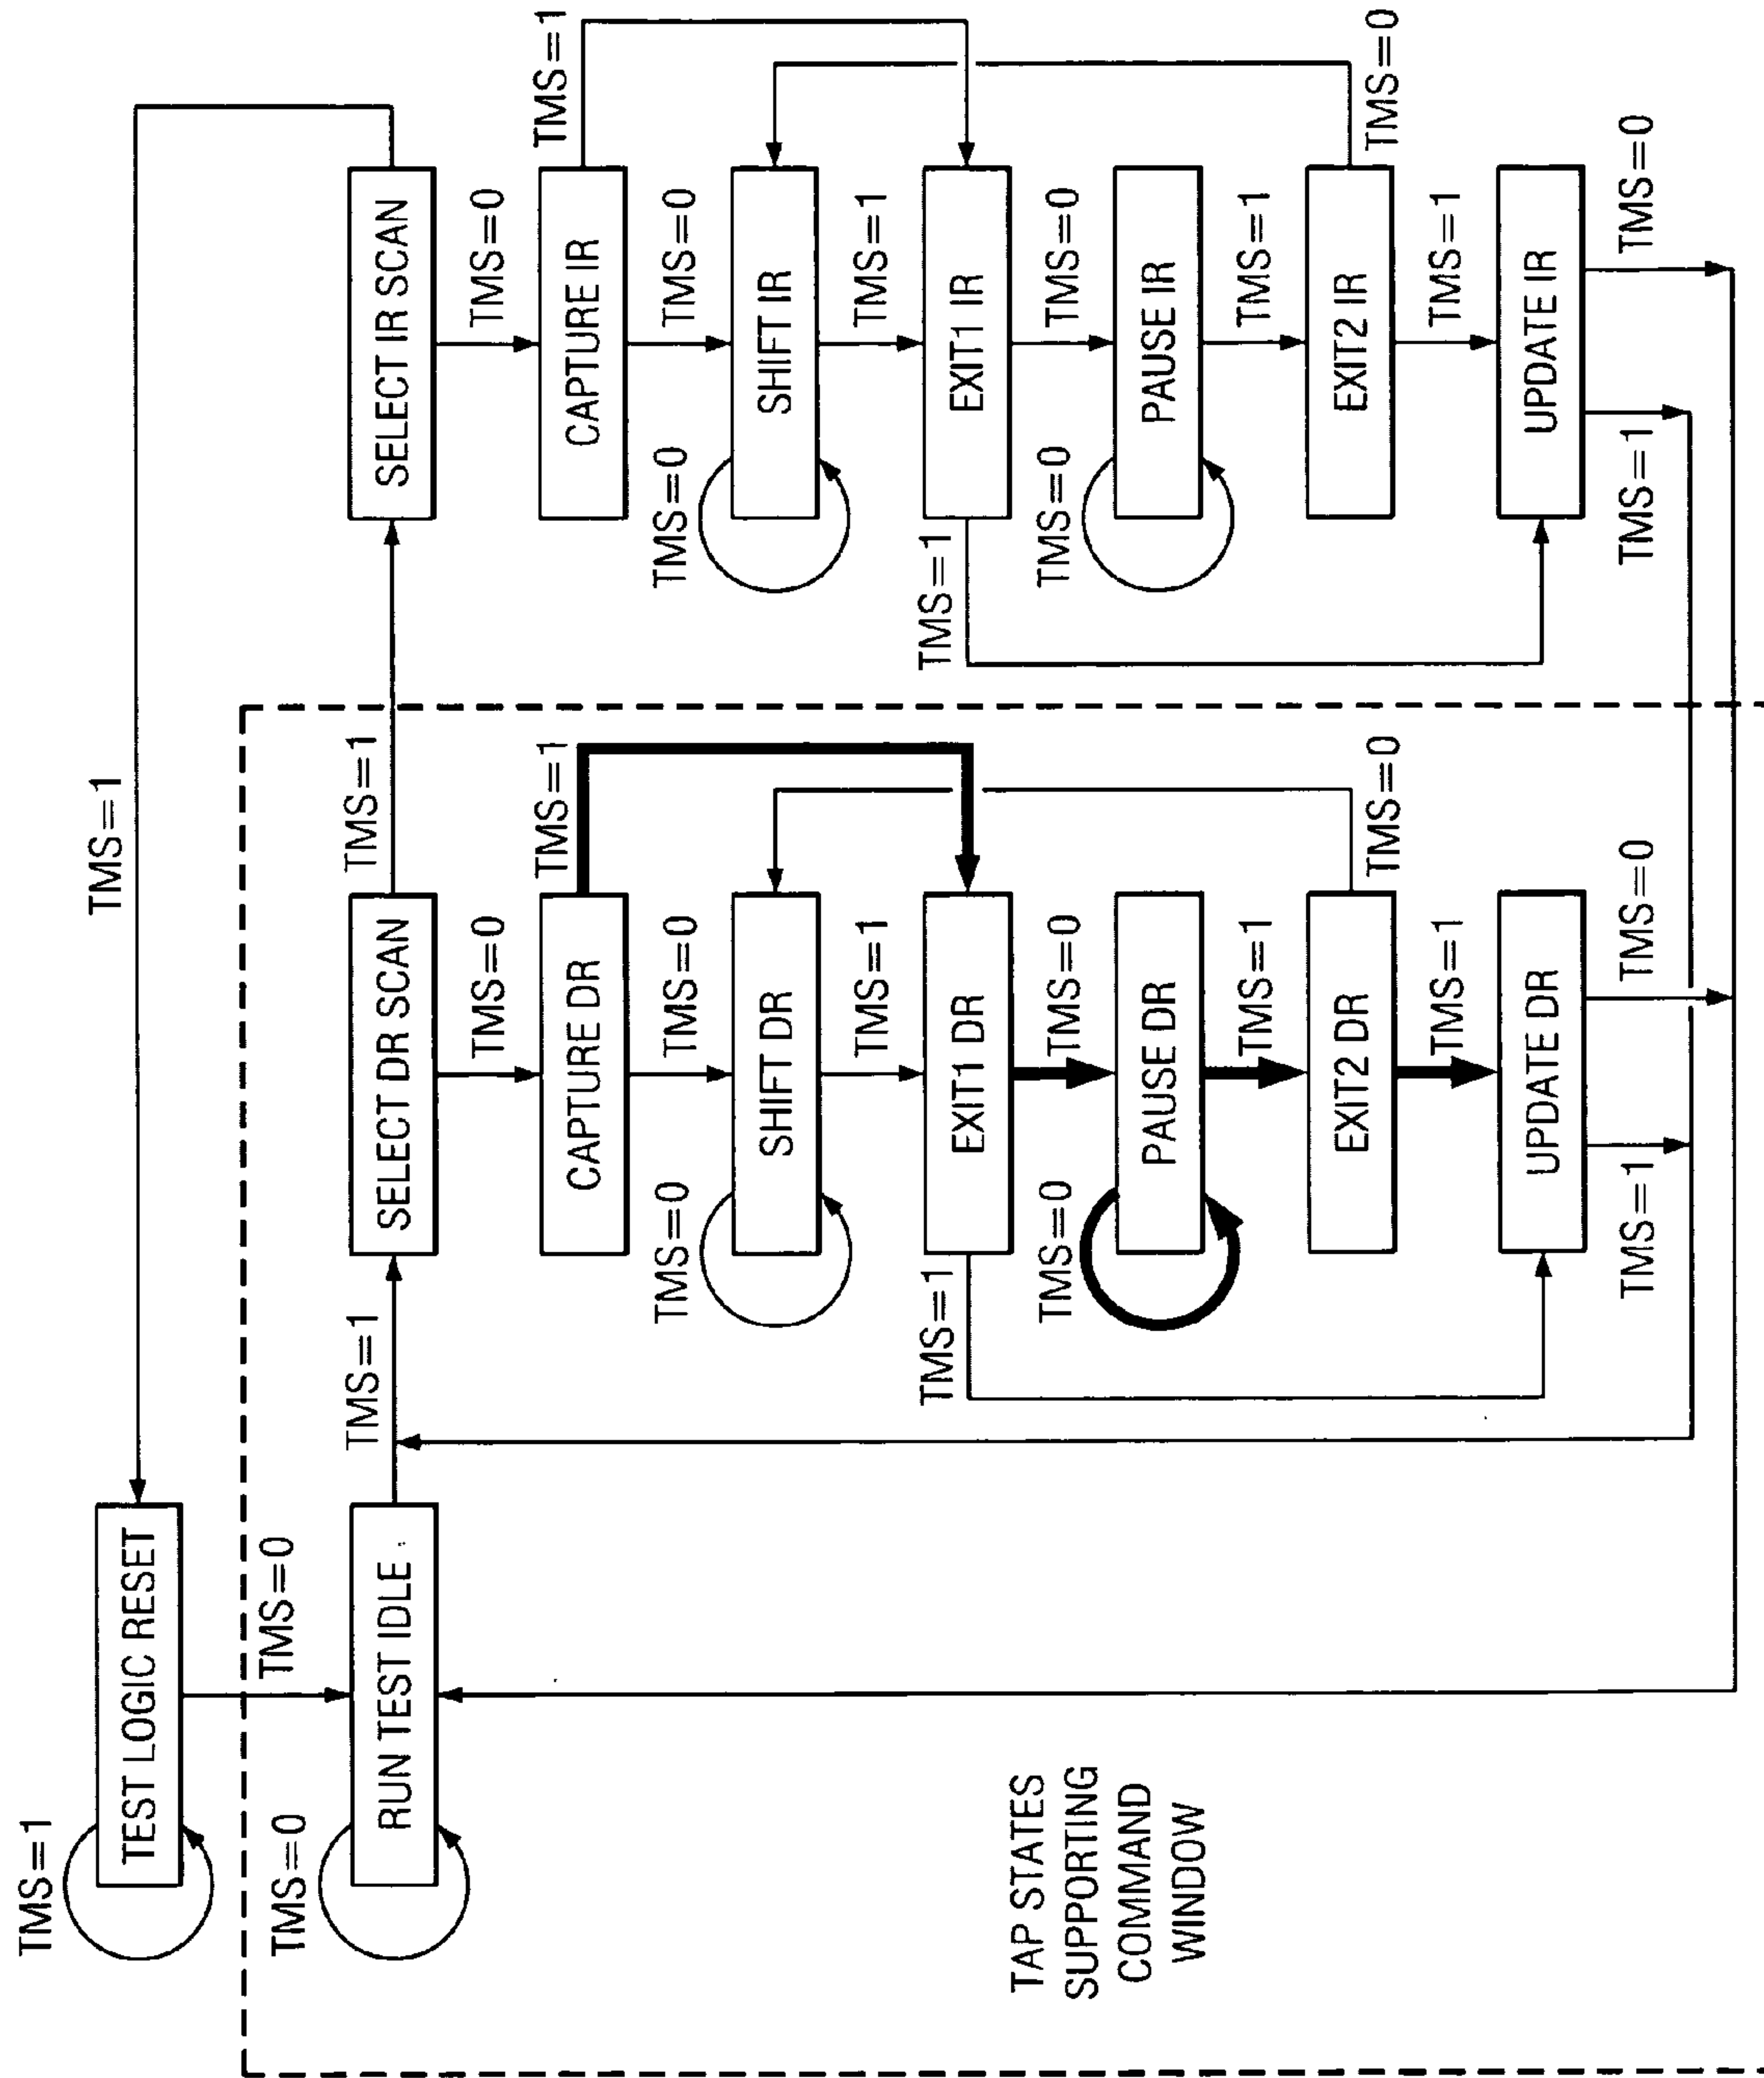 TMS=1
TEST LOGIC RESET
TMS=1
TMS=0
TMS=0
RUN TEST IDLE
TMS=1
SELECT DR SCAN
TMS=1
SELECT IR SCAN
TMS=0
CAPTURE DR
TMS=1
TMS=0
TMS=0
SHIFT DR
TMS=1
TMS=1
EXIT1 DR
TMS=0
TMS=0
PAUSE DR
TMS=1
EXIT2 DR
TMS=0
TMS=1
UPDATE DR
TMS=1
TMS=0
TMS=0
CAPTURE IR
TMS=1
TMS=0
TMS=0
SHIFT IR
TMS=1
TMS=1
EXIT1 IR
TMS=0
TMS=0
PAUSE IR
TMS=1
EXIT2 IR
TMS=0
TMS=1
UPDATE IR
TMS=1
TMS=0
TAP STATES
SUPPORTING
COMMAND
WINDOW